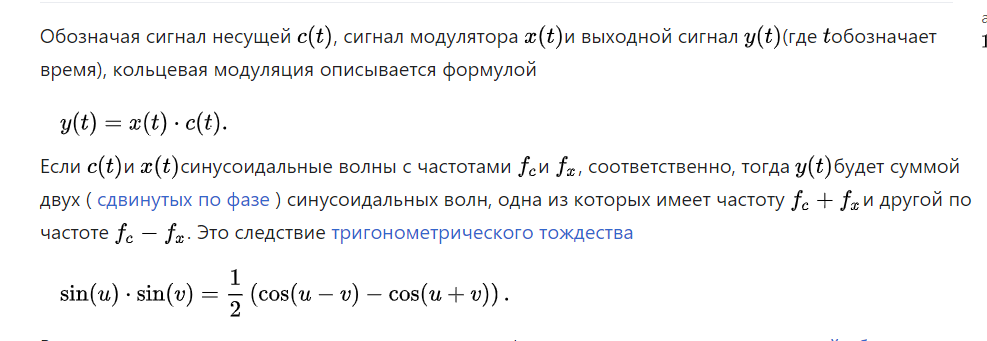 Обозначая сигнал несущей c(t), сигнал модулятора x(t)и выходной сигнал y(t)(где tобозначает
время), кольцевая модуляция описывается формулой
y(t) = x(t) · c(t).
Если c(t)и x(t)синусоидальные волны с частотами f_c и f_x, соответственно, тогда y(t)будет суммой
двух ( сдвинутых по фазе ) синусоидальных волн, одна из которых имеет частоту f_c + f_x и другой по
частоте f_c − f_x. Это следствие тригонометрического тождества
sin(u) · sin(v) = 1/2 (cos(u − v) − cos(u + v)).